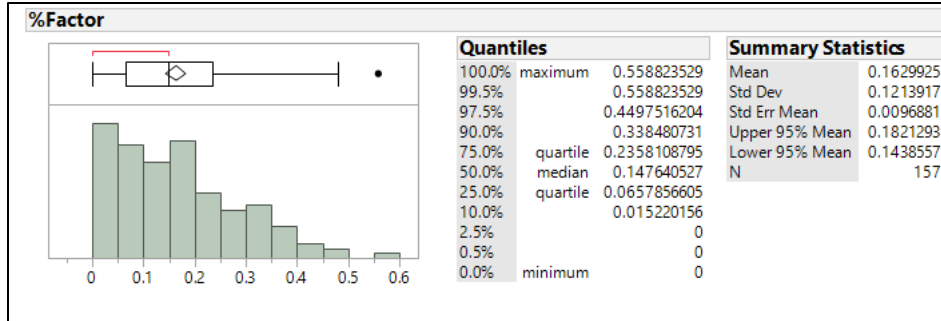 %Factor
Quantiles
100.0% maximum 0.558823529
99.5% 0.558823529
97.5% 0.4497516204
90.0% 0.338480731
75.0% quartile 0.2358108795
50.0% median 0.147640527
25.0% quartile 0.0657856605
10.0% 0.015220156
2.5% 0
0.5% 0
0.0% minimum 0
Summary Statistics
Mean 0.1629925
Std Dev 0.1213917
Std Err Mean 0.0096881
Upper 95% Mean 0.1821293
Lower 95% Mean 0.1438557
N 157
0 0.1 0.2 0.3 0.4 0.5 0.6